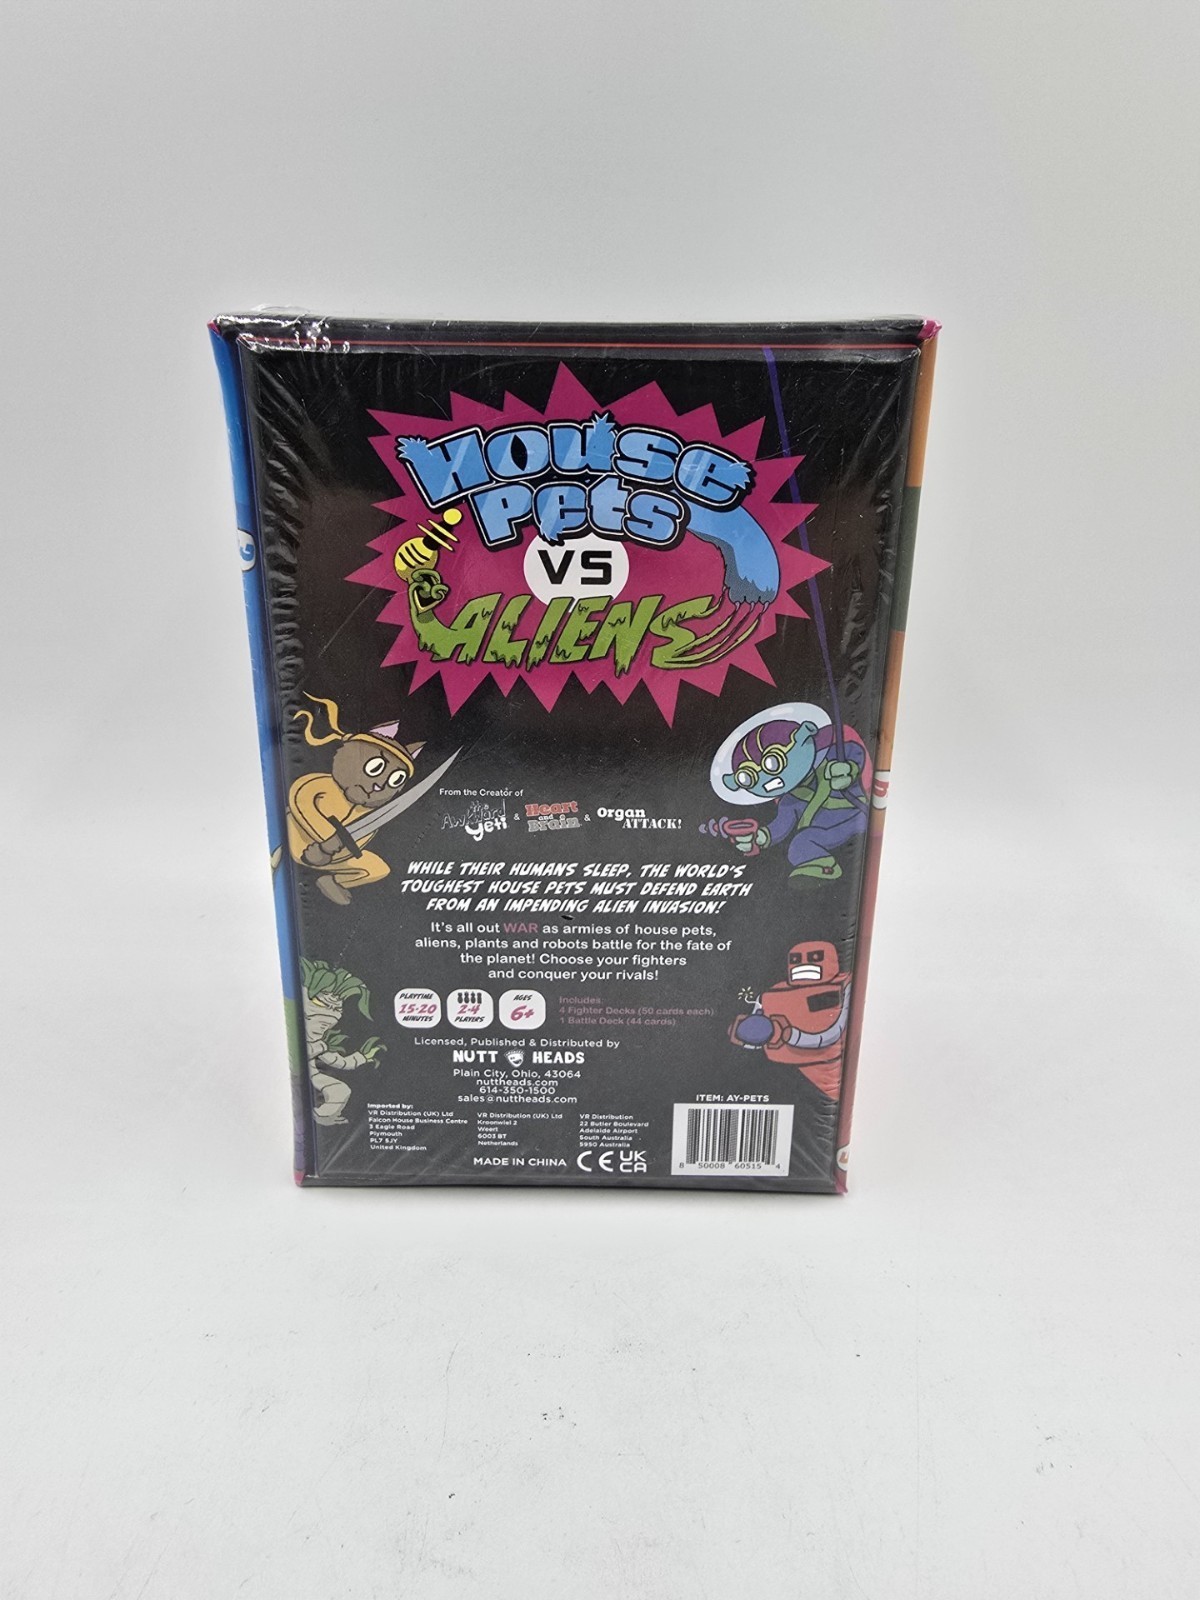 House
Pets
VS
ALIENS
From the Creator of
the AwkwardYeti & Heart and Brain & Organ ATTACK!
WHILE THEIR HUMANS SLEEP, THE WORLD'S
TOUGHEST HOUSE PETS MUST DEFEND EARTH
FROM AN IMPENDING ALIEN INVASION!
It's all out WAR as armies of house pets,
aliens, plants and robots battle for the fate of
the planet! Choose your fighters
and conquer your rivals!
PLAYTIME
15-20
MINUTES
2-4
PLAYERS
AGES
6+
Includes:
4 Fighter Decks (50 cards each)
1 Battle Deck (44 cards)
Licensed, Published & Distributed by
NUTT HEADS
Plain City, Ohio, 43064
nuttheads.com
614-350-1500
sales@nuttheads.com
Imported by:
VR Distribution (UK) Ltd
Falcon House Business Centre
3 Eagle Road
Plymouth
PL7 5JY
United Kingdom
VR Distribution (UK) Ltd
Kroonwiel 2
Weert
6003 BT
Netherlands
VR Distribution
22 Butler Boulevard
Adelaide Airport
South Australia
5950 Australia
MADE IN CHINA CE UK CA
ITEM: AY-PETS
8 50008 60515 4